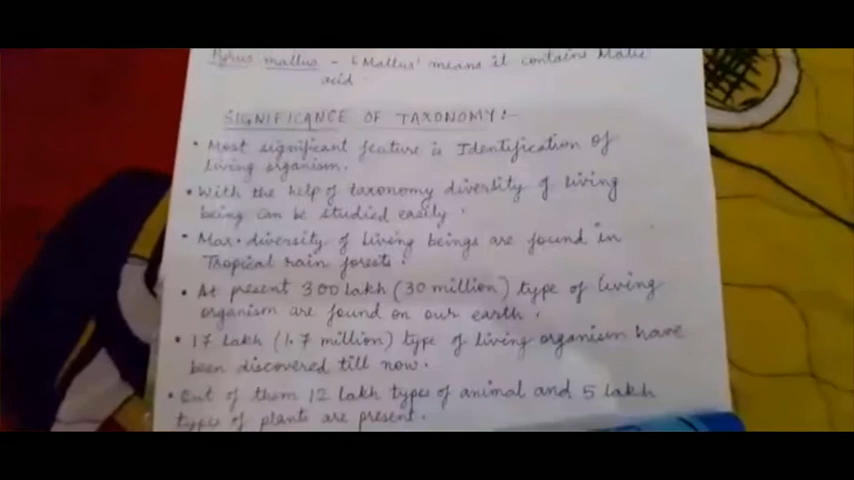 mallus - 'Mallus' means it contains Malic
acid
SIGNIFICANCE OF TAXONOMY:-
• Most significant feature is Identification of
living organism.
• With the help of taxonomy diversity of living
being can be studied easily.
• Max. diversity of living beings are found in
Tropical rain forests.
• At present 300 lakh (30 million) type of living
organism are found on our earth.
• 17 lakh (1.7 million) type of living organism have
been discovered till now.
• Out of them 12 lakh types of animal and 5 lakh
types of plants are present.